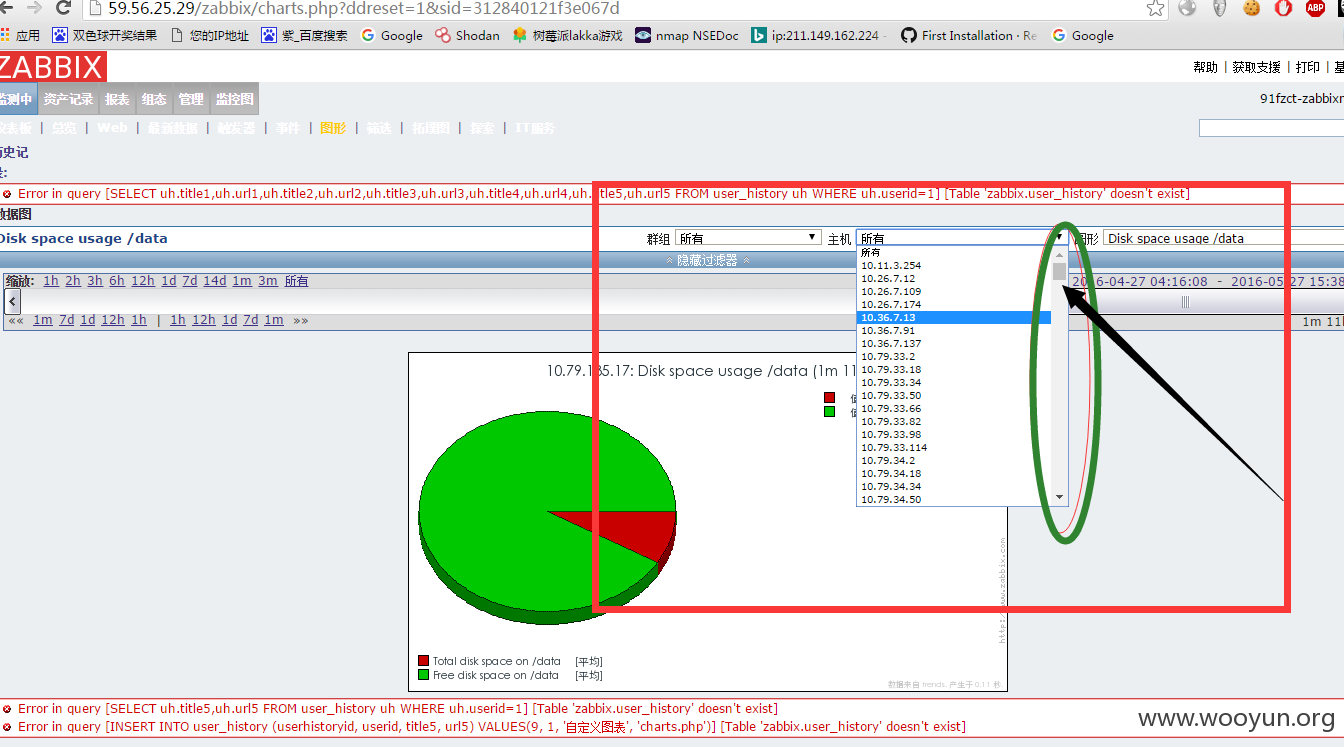 59.56.25.29/zabbix/charts.php?ddreset=1&sid=312840121f3e067d
应用 双色球开奖结果 您的IP地址 紫_百度搜索 Google Shodan 树莓派lakka游戏 nmap NSEDoc ip:211.149.162.224 - First Installation · Re Google
ABP
ZABBIX
帮助 | 获取支援 | 打印 |
监测中 资产记录 报表 组态 管理 监控图
91fzct-zabbixr
仪表板 | 总览 | Web | 最新数据 | 触发器 | 事件 | 图形 | 筛选 | 拓扑图 | 探索 | IT服务
历史记
Error in query [SELECT uh.title1,uh.url1,uh.title2,uh.url2,uh.title3,uh.url3,uh.title4,uh.url4,uh.title5,uh.url5 FROM user_history uh WHERE uh.userid=1] [Table 'zabbix.user_history' doesn't exist]
数据图
Disk space usage /data
群组 所有 主机 所有 图形 Disk space usage /data
« 隐藏过滤器 «
缩放: 1h 2h 3h 6h 12h 1d 7d 14d 1m 3m 所有
2016-04-27 04:16:08 - 2016-05-27 15:38
«« 1m 7d 1d 12h 1h | 1h 12h 1d 7d 1m »»
所有
10.11.3.254
10.26.7.12
10.26.7.109
10.26.7.174
10.36.7.13
10.36.7.91
10.36.7.137
10.79.33.2
10.79.33.18
10.79.33.34
10.79.33.50
10.79.33.66
10.79.33.82
10.79.33.98
10.79.33.114
10.79.34.2
10.79.34.18
10.79.34.34
10.79.34.50
10.79.135.17: Disk space usage /data (1m 11
Total disk space on /data [平均]
Free disk space on /data [平均]
http://www.zabbix.com
数据来自 trends. 产生于 0.11 秒
Error in query [SELECT uh.title5,uh.url5 FROM user_history uh WHERE uh.userid=1] [Table 'zabbix.user_history' doesn't exist]
Error in query [INSERT INTO user_history (userhistoryid, userid, title5, url5) VALUES(9, 1, '自定义图表', 'charts.php')] [Table 'zabbix.user_history' doesn't exist]
www.wooyun.org